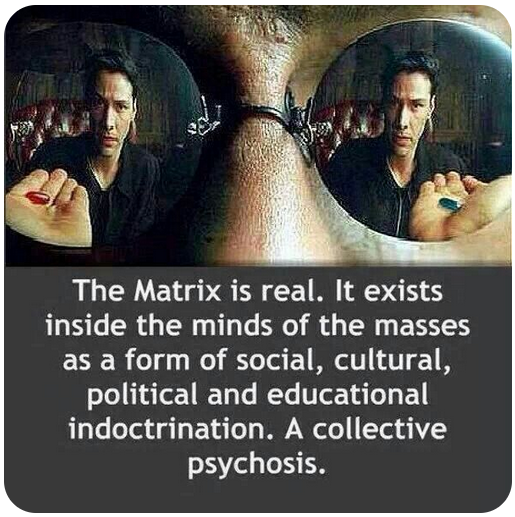 The Matrix is real. It exists
inside the minds of the masses
as a form of social, cultural,
political and educational
indoctrination. A collective
psychosis.